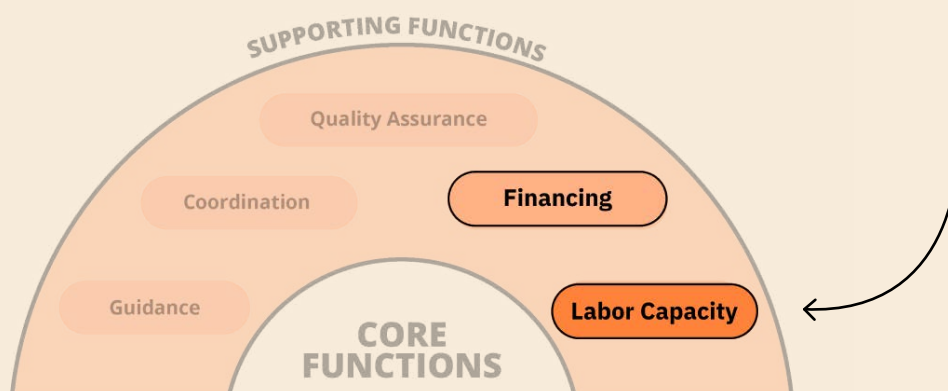 SUPPORTING FUNCTIONS
Quality Assurance
Coordination
Financing
Guidance
Labor Capacity
CORE
FUNCTIONS